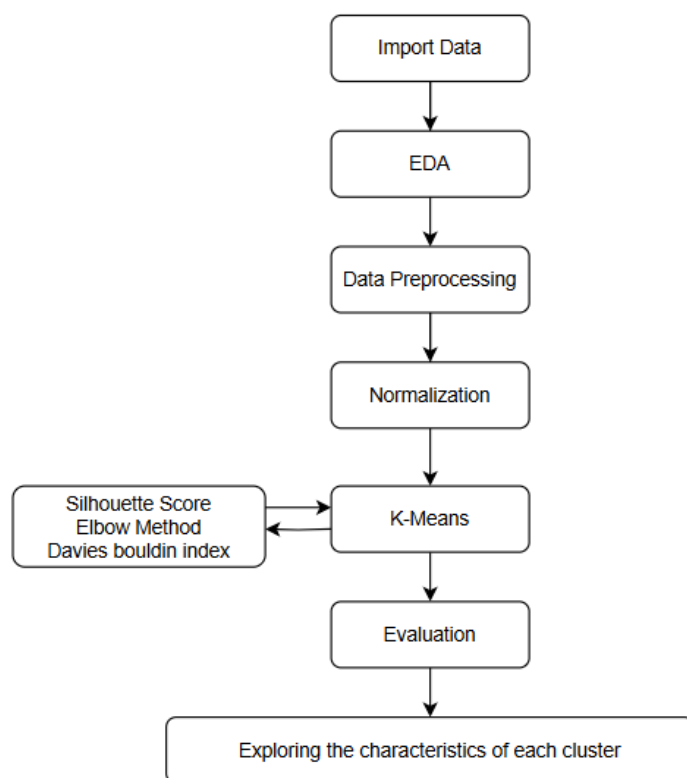 Import Data
EDA
Data Preprocessing
Normalization
Silhouette Score
Elbow Method
Davies bouldin index
K-Means
Evaluation
Exploring the characteristics of each cluster